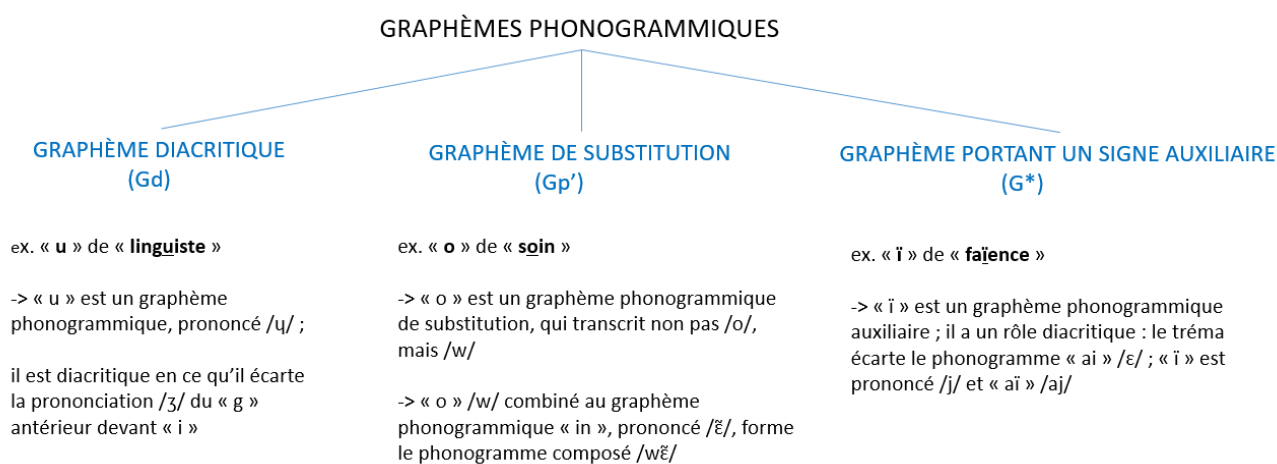 GRAPHÈMES PHONOGRAMMIQUES
GRAPHÈME DIACRITIQUE
(Gd)
ex. « u » de « linguiste »
-> « u » est un graphème
phonogrammique, prononcé /ɥ/ ;
il est diacritique en ce qu’il écarte
la prononciation /ʒ/ du « g »
antérieur devant « i »
GRAPHÈME DE SUBSTITUTION
(Gp’)
ex. « o » de « soin »
-> « o » est un graphème phonogrammique
de substitution, qui transcrit non pas /o/,
mais /w/
-> « o » /w/ combiné au graphème
phonogrammique « in », prononcé /ɛ̃/, forme
le phonogramme composé /wɛ̃/
GRAPHÈME PORTANT UN SIGNE AUXILIAIRE
(G*)
ex. « ï » de « faïence »
-> « ï » est un graphème phonogrammique
auxiliaire ; il a un rôle diacritique : le tréma
écarte le phonogramme « ai » /ɛ/ ; « ï » est
prononcé /j/ et « aï » /aj/